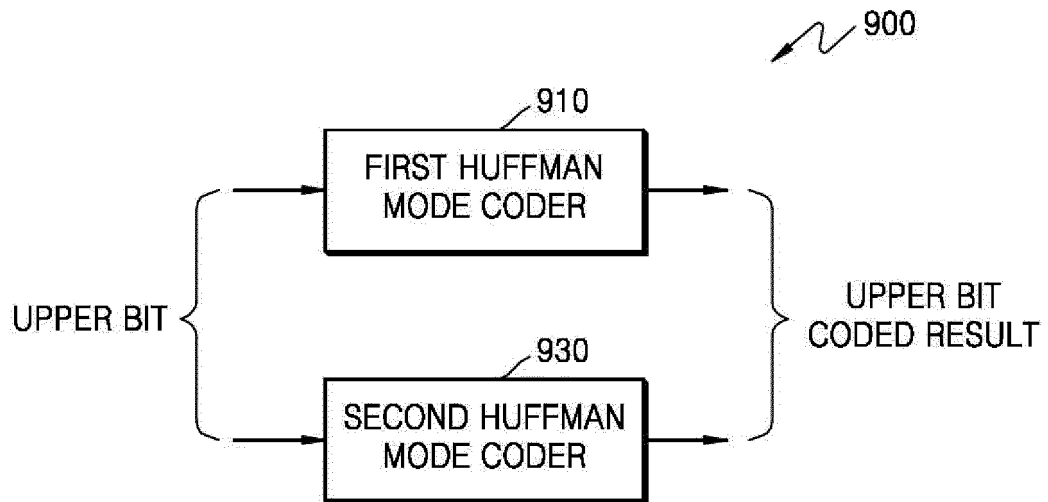 900
910
FIRST HUFFMAN
MODE CODER
UPPER BIT
UPPER BIT
CODED RESULT
930
SECOND HUFFMAN
MODE CODER